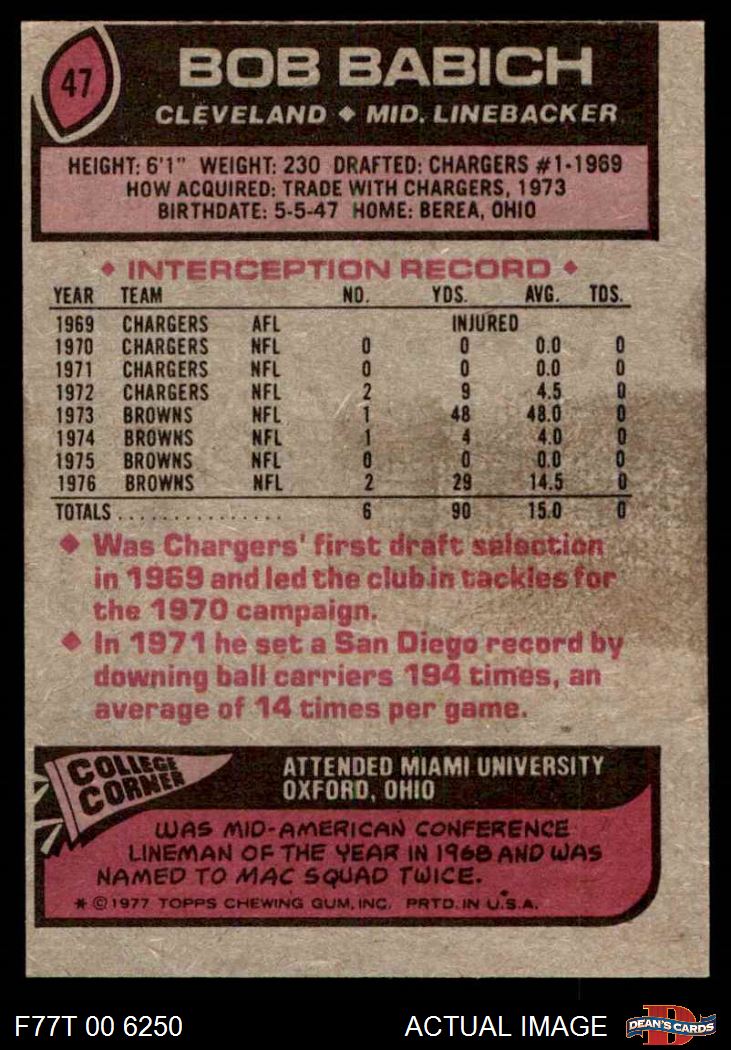 47
BOB BABICH
CLEVELAND ◆ MID. LINEBACKER
HEIGHT: 6'1" WEIGHT: 230 DRAFTED: CHARGERS #1-1969
HOW ACQUIRED: TRADE WITH CHARGERS, 1973
BIRTHDATE: 5-5-47 HOME: BEREA, OHIO
◆ INTERCEPTION RECORD ◆
YEAR TEAM NO. YDS. AVG. TDS.
1969 CHARGERS AFL INJURED
1970 CHARGERS NFL 0 0 0.0 0
1971 CHARGERS NFL 0 0 0.0 0
1972 CHARGERS NFL 2 9 4.5 0
1973 BROWNS NFL 1 48 48.0 0
1974 BROWNS NFL 1 4 4.0 0
1975 BROWNS NFL 0 0 0.0 0
1976 BROWNS NFL 2 29 14.5 0
TOTALS................ 6 90 15.0 0
◆ Was Chargers' first draft selection
in 1969 and led the club in tackles for
the 1970 campaign.
◆ In 1971 he set a San Diego record by
downing ball carriers 194 times, an
average of 14 times per game.
COLLEGE
CORNER
ATTENDED MIAMI UNIVERSITY
OXFORD, OHIO
WAS MID-AMERICAN CONFERENCE
LINEMAN OF THE YEAR IN 1968 AND WAS
NAMED TO MAC SQUAD TWICE.
* © 1977 TOPPS CHEWING GUM, INC. PRTD. IN U.S.A.
F77T 00 6250
ACTUAL IMAGE
D
DEAN'S CARDS